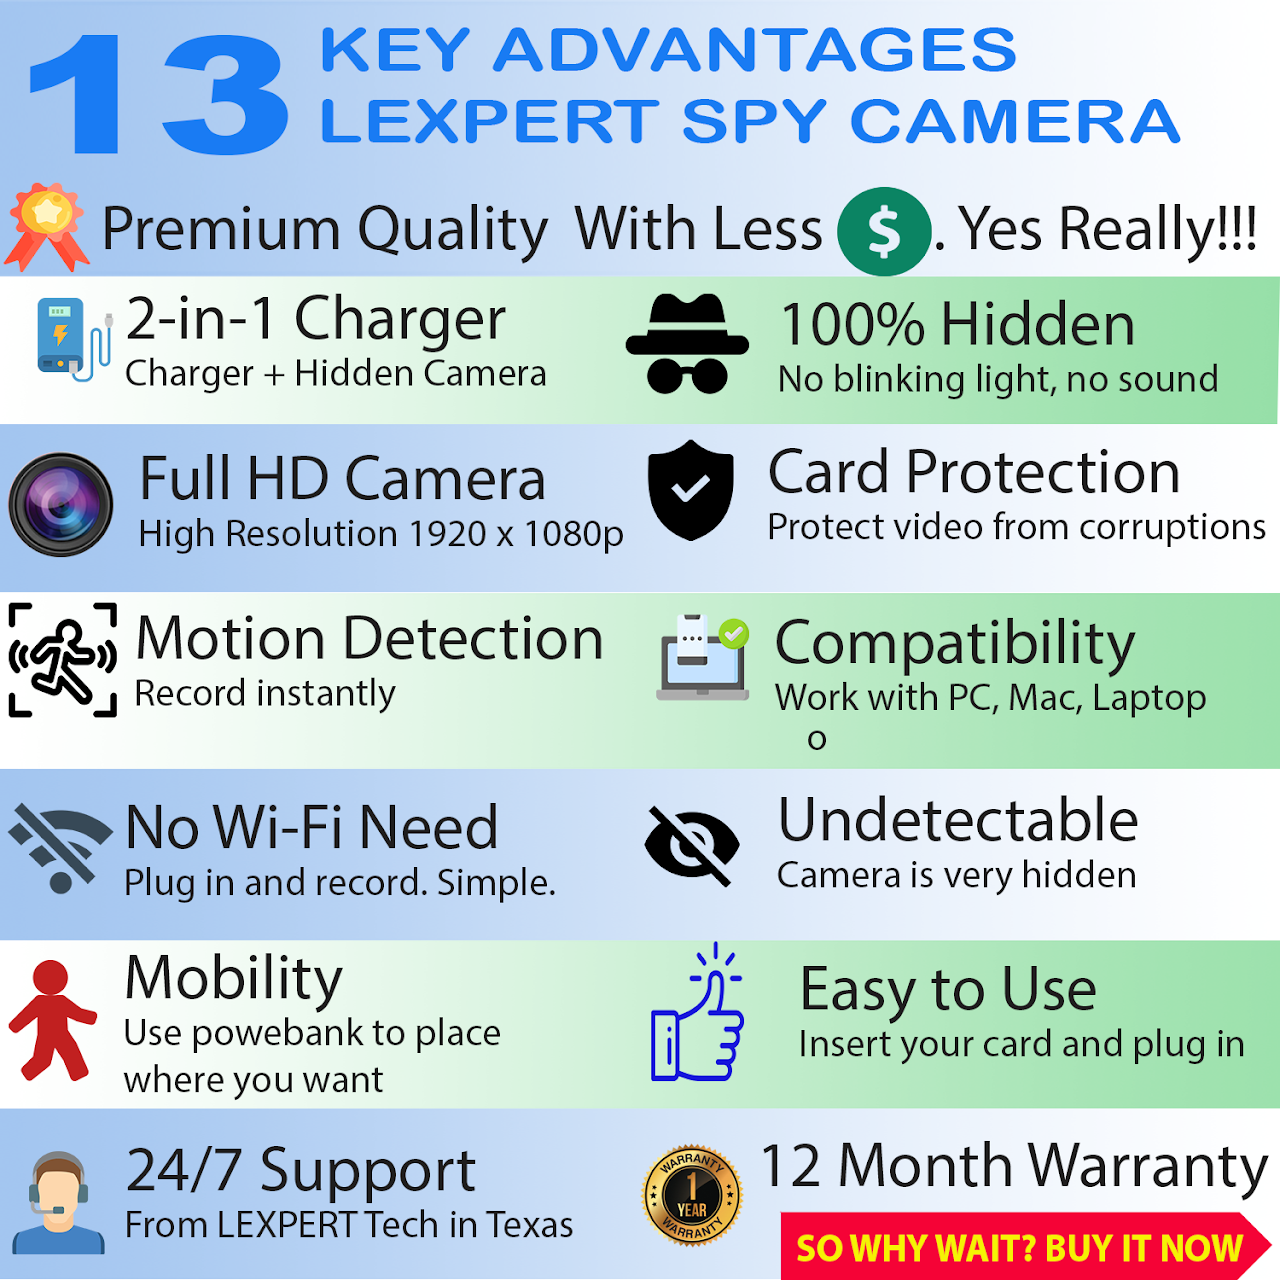 13
KEY ADVANTAGES
LEXPERT SPY CAMERA
Premium Quality With Less $. Yes Really!!!
2-in-1 Charger
Charger + Hidden Camera
100% Hidden
No blinking light, no sound
Full HD Camera
High Resolution 1920 x 1080p
Card Protection
Protect video from corruptions
Motion Detection
Record instantly
Compatibility
Work with PC, Mac, Laptop
o
No Wi-Fi Need
Plug in and record. Simple.
Undetectable
Camera is very hidden
Mobility
Use powebank to place
where you want
Easy to Use
Insert your card and plug in
24/7 Support
From LEXPERT Tech in Texas
WARRANTY
1
YEAR
WARRANTY
12 Month Warranty
SO WHY WAIT? BUY IT NOW